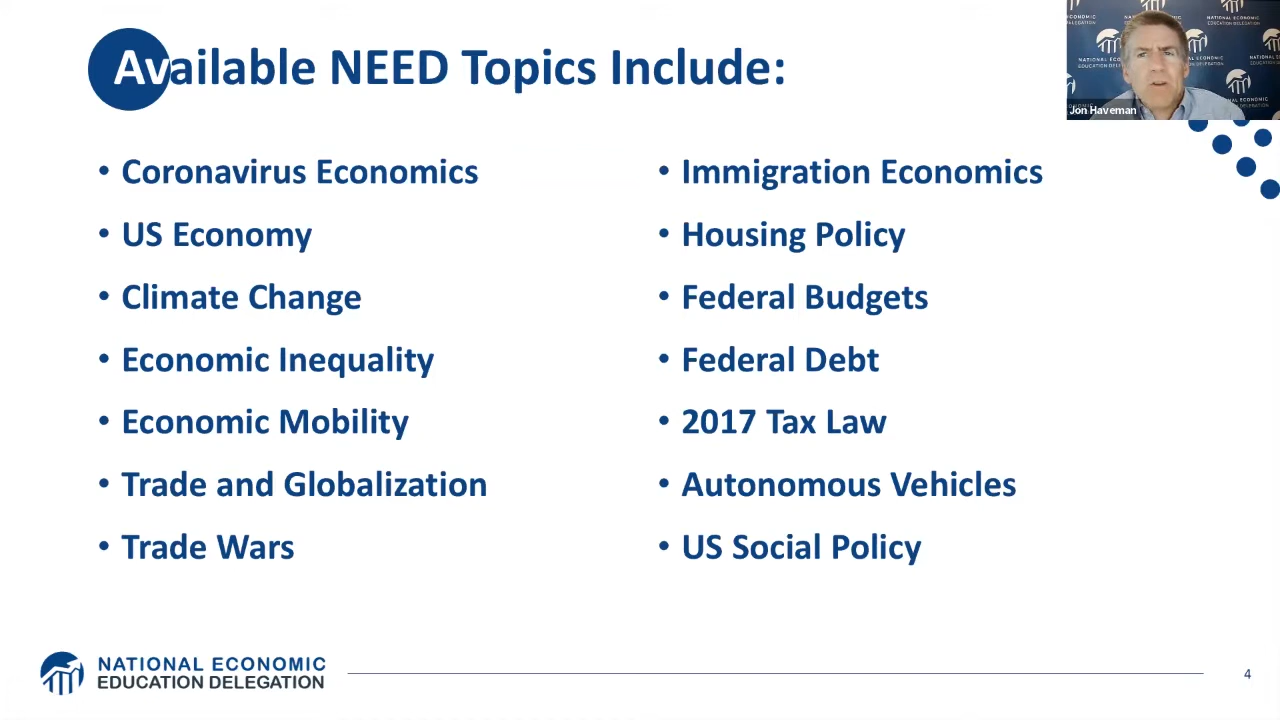 Available NEED Topics Include:
• Coronavirus Economics
• US Economy
• Climate Change
• Economic Inequality
• Economic Mobility
• Trade and Globalization
• Trade Wars
• Immigration Economics
• Housing Policy
• Federal Budgets
• Federal Debt
• 2017 Tax Law
• Autonomous Vehicles
• US Social Policy
Jon Haveman
NATIONAL ECONOMIC
EDUCATION DELEGATION
4